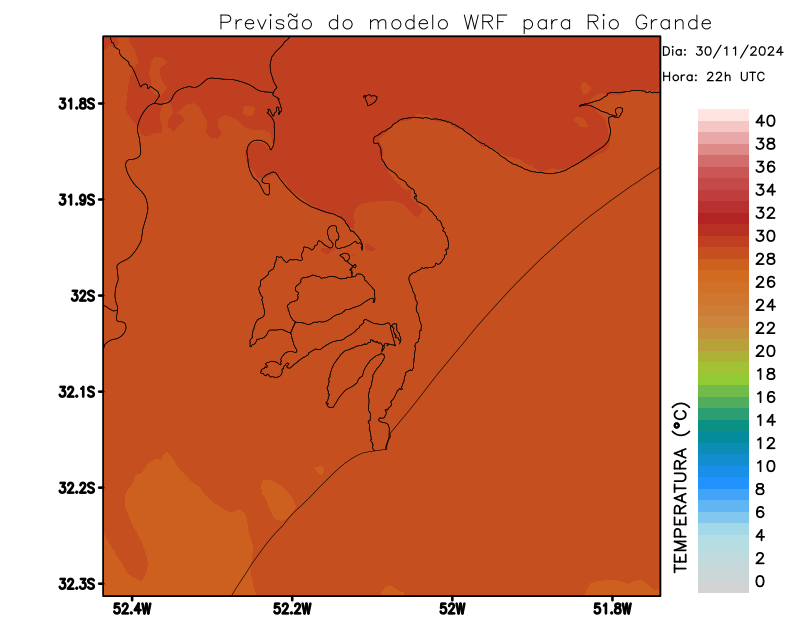 Previsão do modelo WRF para Rio Grande
Dia: 30/11/2024
Hora: 22h UTC
31.8S
31.9S
32S
32.1S
32.2S
32.3S
52.4W
52.2W
52W
51.8W
TEMPERATURA (°C)
40
38
36
34
32
30
28
26
24
22
20
18
16
14
12
10
8
6
4
2
0